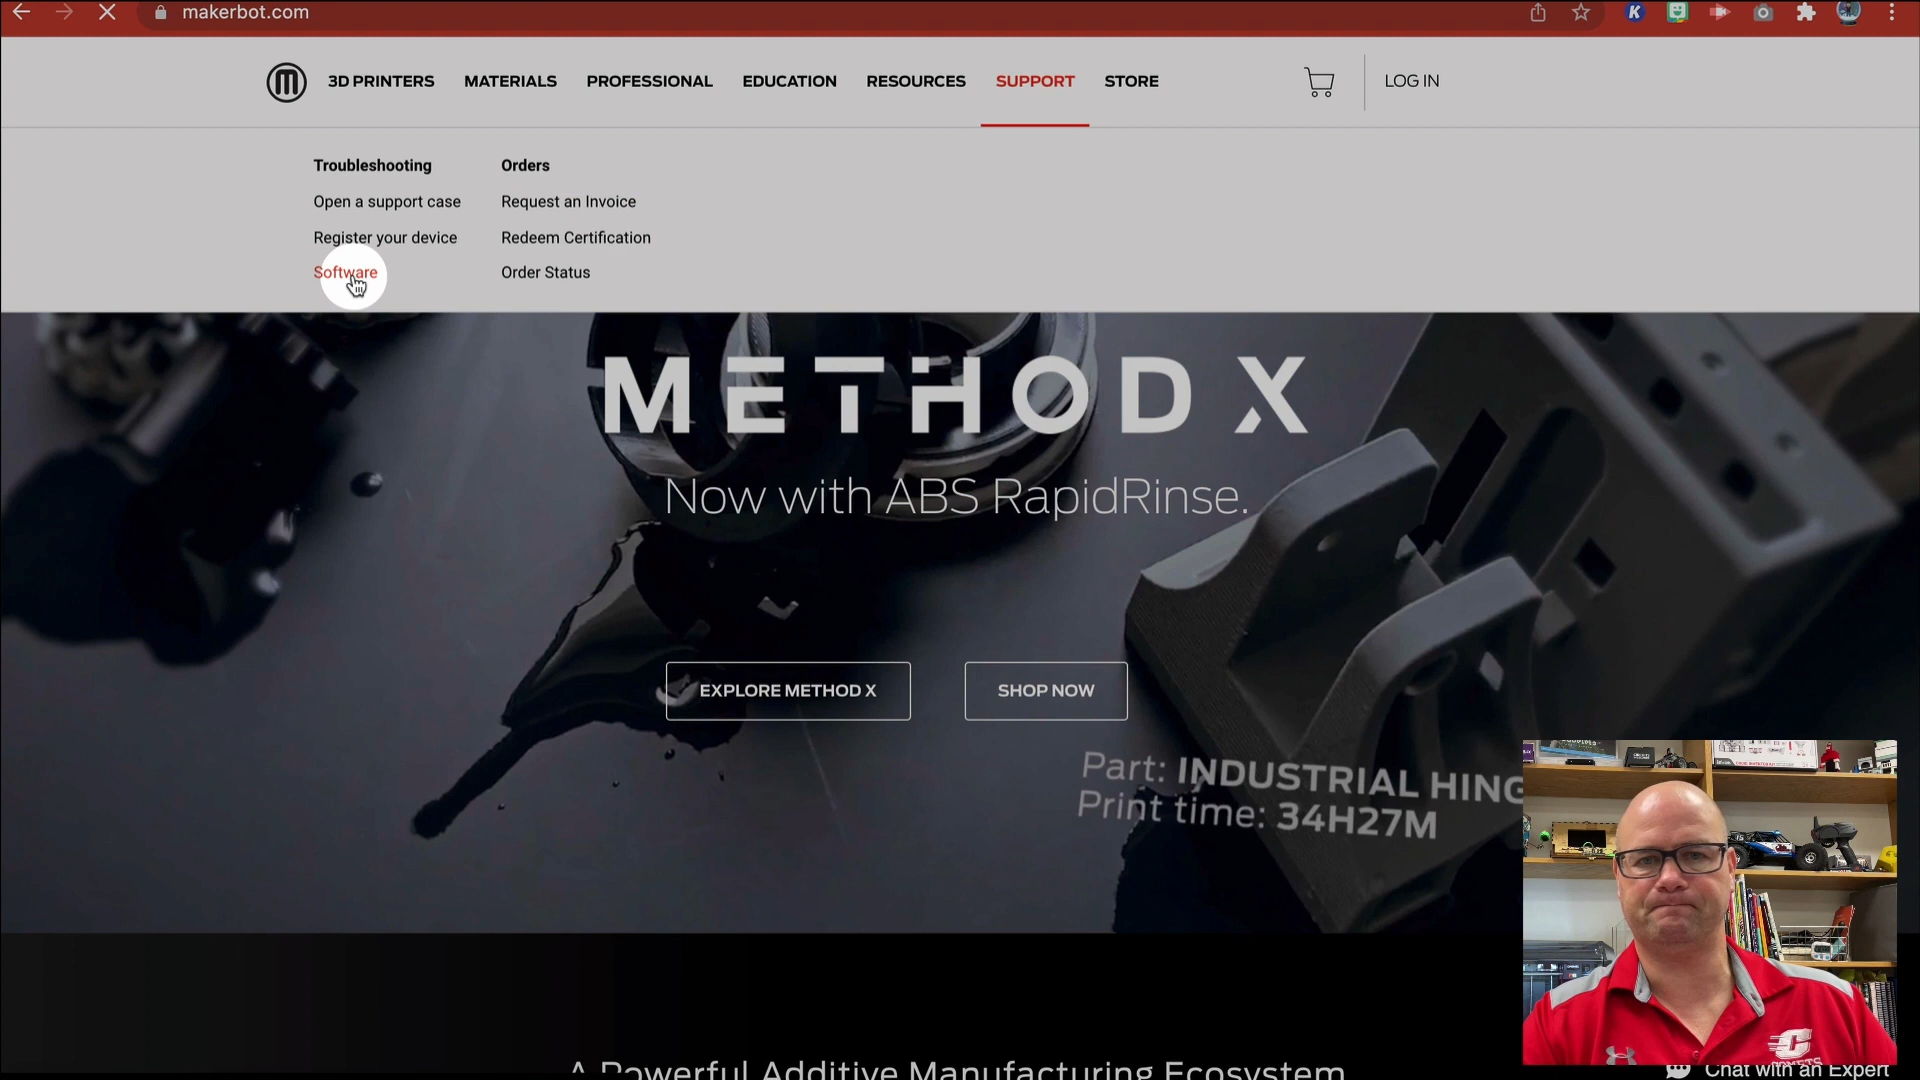 makerbot.com
3D PRINTERS MATERIALS PROFESSIONAL EDUCATION RESOURCES SUPPORT STORE LOG IN
Troubleshooting Orders
Open a support case Request an Invoice
Register your device Redeem Certification
Software Order Status
METHOD X
Now with ABS RapidRinse.
EXPLORE METHOD X SHOP NOW
Part: INDUSTRIAL HING
Print time: 34H27M
C
COMETS
A Powerful Additive Manufacturing Ecosystem
Chat with an Expert